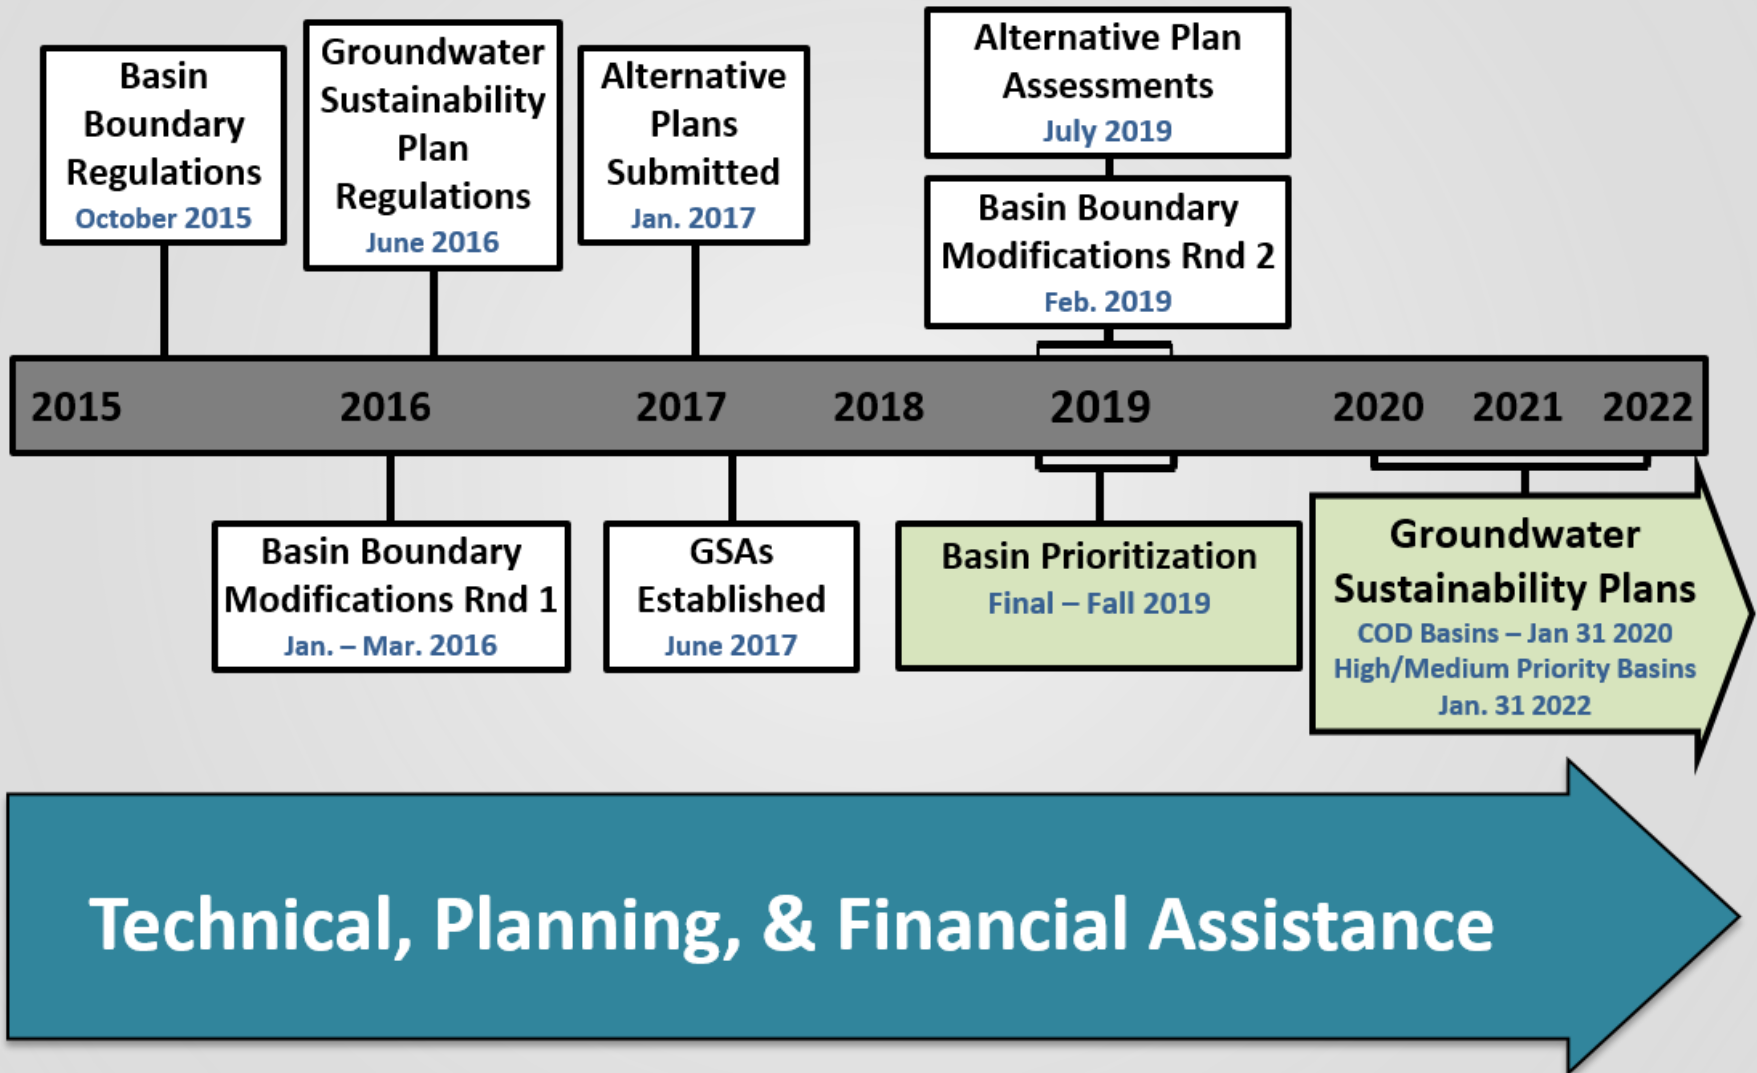 Basin
Boundary
Regulations
October 2015
Groundwater
Sustainability
Plan
Regulations
June 2016
Alternative
Plans
Submitted
Jan. 2017
Alternative Plan
Assessments
July 2019
Basin Boundary
Modifications Rnd 2
Feb. 2019
2015 2016 2017 2018 2019 2020 2021 2022
Basin Boundary
Modifications Rnd 1
Jan. – Mar. 2016
GSAs
Established
June 2017
Basin Prioritization
Final – Fall 2019
Groundwater
Sustainability Plans
COD Basins – Jan 31 2020
High/Medium Priority Basins
Jan. 31 2022
Technical, Planning, & Financial Assistance